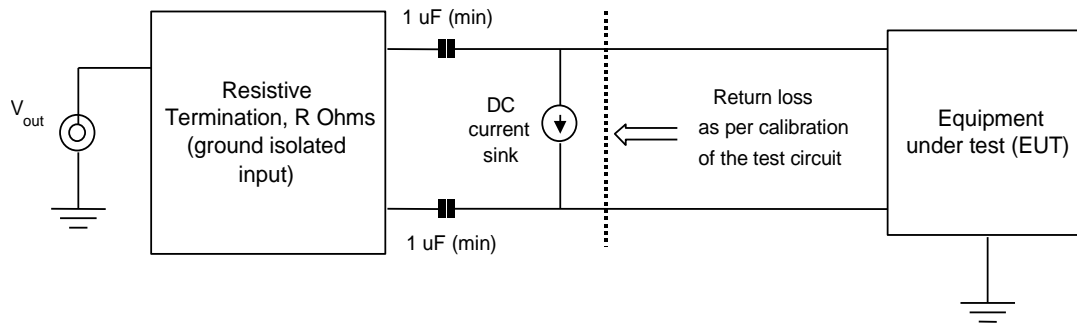 1 uF (min)
V out
Resistive
Termination, R Ohms
(ground isolated
input)
DC
current
sink
Return loss
as per calibration
of the test circuit
Equipment
under test (EUT)
1 uF (min)